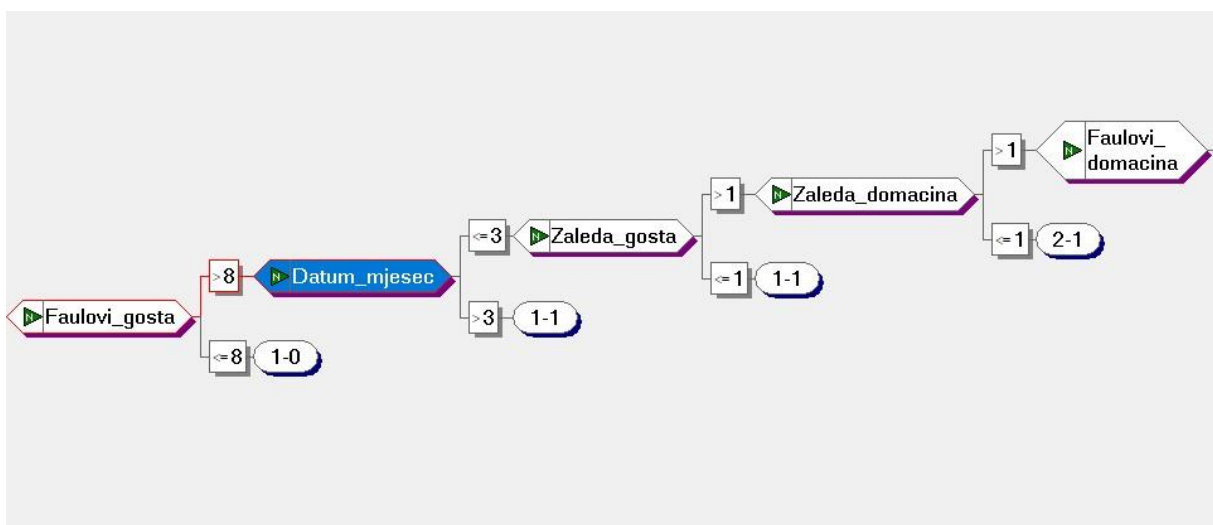 >1
Faulovi_
domacina
>1
Zaleda_domacina
<=3
Zaleda_gosta
<=1
2-1
>8
Datum_mjesec
<=1
1-1
Faulovi_gosta
>3
1-1
<=8
1-0